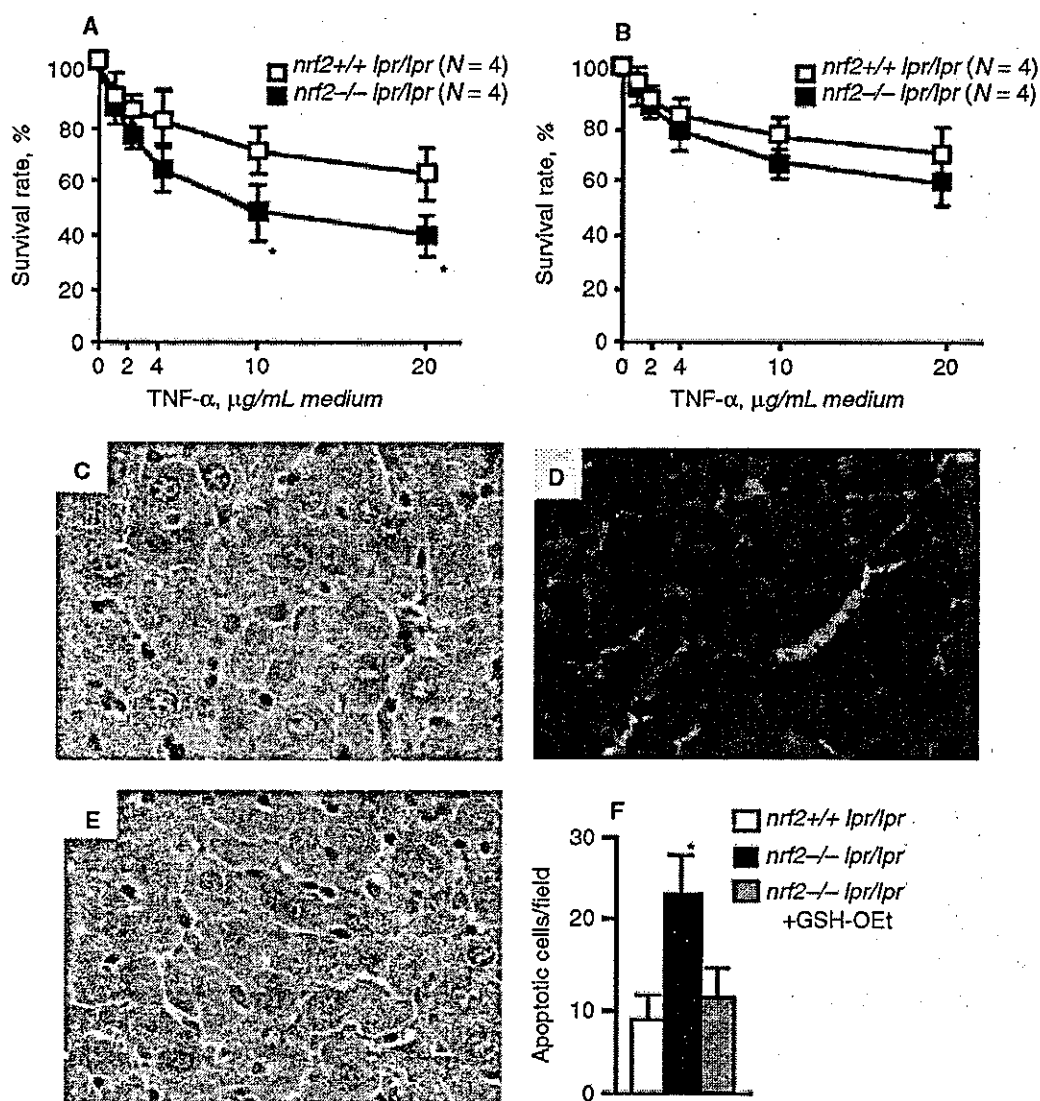 A
nrf2+/+ lpr/lpr (N = 4)
nrf2–/– lpr/lpr (N = 4)
100
80
60
40
20
0
Survival rate, %
*
*
0 2 4 10 20
TNF-α, µg/mL medium
B
nrf2+/+ lpr/lpr (N = 4)
nrf2–/– lpr/lpr (N = 4)
100
80
60
40
20
0
Survival rate, %
0 2 4 10 20
TNF-α, µg/mL medium
C
D
E
F
nrf2+/+ lpr/lpr
nrf2–/– lpr/lpr
nrf2–/– lpr/lpr
+GSH-OEt
30
20
10
0
Apoptotic cells/field
*